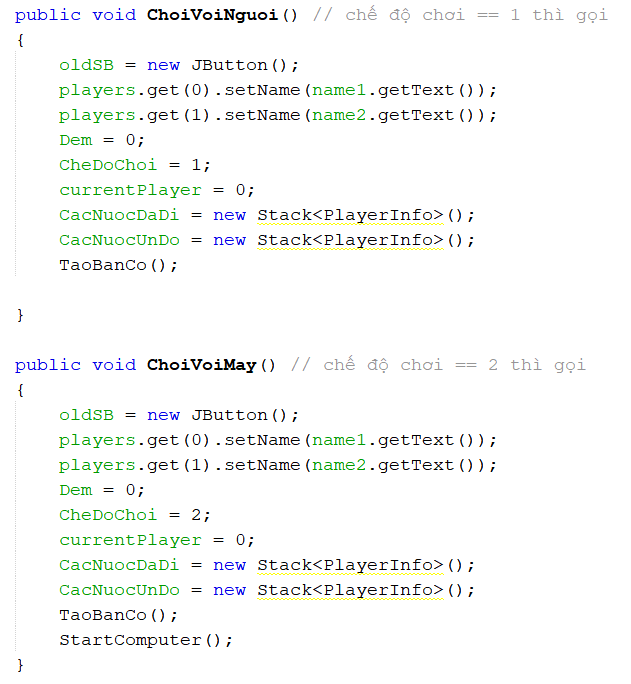 public void ChoiVoiNguoi() // chế độ chơi == 1 thì gọi
{
oldSB = new JButton();
players.get(0).setName(name1.getText());
players.get(1).setName(name2.getText());
Dem = 0;
CheDoChoi = 1;
currentPlayer = 0;
CacNuocDaDi = new Stack<PlayerInfo>();
CacNuocUnDo = new Stack<PlayerInfo>();
TaoBanCo();
}
public void ChoiVoiMay() // chế độ chơi == 2 thì gọi
{
oldSB = new JButton();
players.get(0).setName(name1.getText());
players.get(1).setName(name2.getText());
Dem = 0;
CheDoChoi = 2;
currentPlayer = 0;
CacNuocDaDi = new Stack<PlayerInfo>();
CacNuocUnDo = new Stack<PlayerInfo>();
TaoBanCo();
StartComputer();
}